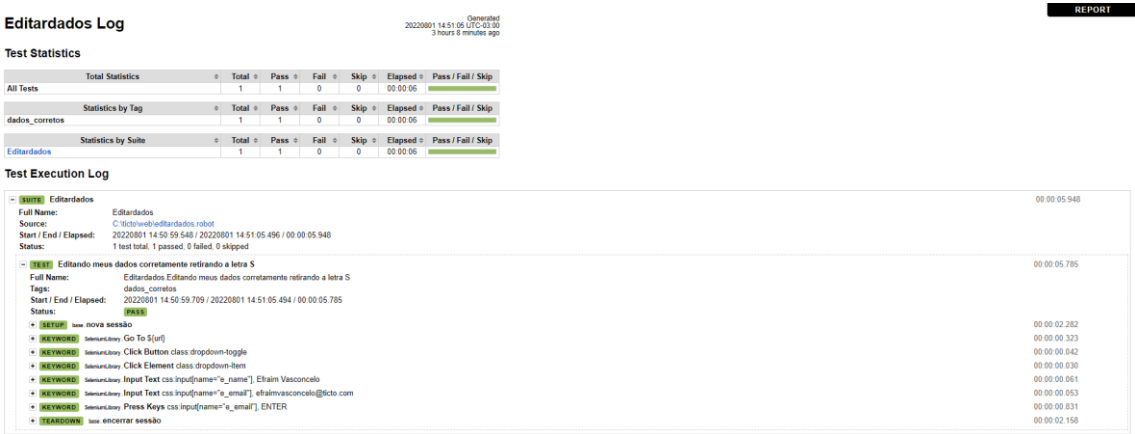 REPORT
Editardados Log
Generated
20220801 14:51:05 UTC-03:00
3 hours 8 minutes ago
Test Statistics
Total Statistics Total Pass Fail Skip Elapsed Pass / Fail / Skip
All Tests 1 1 0 0 00:00:06
Statistics by Tag Total Pass Fail Skip Elapsed Pass / Fail / Skip
dados_corretos 1 1 0 0 00:00:06
Statistics by Suite Total Pass Fail Skip Elapsed Pass / Fail / Skip
Editardados 1 1 0 0 00:00:06
Test Execution Log
- SUITE Editardados 00:00:05.948
Full Name: Editardados
Source: C:\ticto\web\editardados.robot
Start / End / Elapsed: 20220801 14:50:59.548 / 20220801 14:51:05.496 / 00:00:05.948
Status: 1 test total, 1 passed, 0 failed, 0 skipped
- TEST Editando meus dados corretamente retirando a letra S 00:00:05.785
Full Name: Editardados.Editando meus dados corretamente retirando a letra S
Tags: dados_corretos
Start / End / Elapsed: 20220801 14:50:59.709 / 20220801 14:51:05.494 / 00:00:05.785
Status: PASS
+ SETUP base.nova sessão 00:00:02.282
+ KEYWORD SeleniumLibrary.Go To ${url} 00:00:00.323
+ KEYWORD SeleniumLibrary.Click Button class:dropdown-toggle 00:00:00.042
+ KEYWORD SeleniumLibrary.Click Element class:dropdown-item 00:00:00.030
+ KEYWORD SeleniumLibrary.Input Text css:input[name="e_name"], Efraim Vasconcelo 00:00:00.061
+ KEYWORD SeleniumLibrary.Input Text css:input[name="e_email"], efraimvasconcelo@ticto.com 00:00:00.053
+ KEYWORD SeleniumLibrary.Press Keys css:input[name="e_email"], ENTER 00:00:00.831
+ TEARDOWN base.encerrar sessão 00:00:02.158